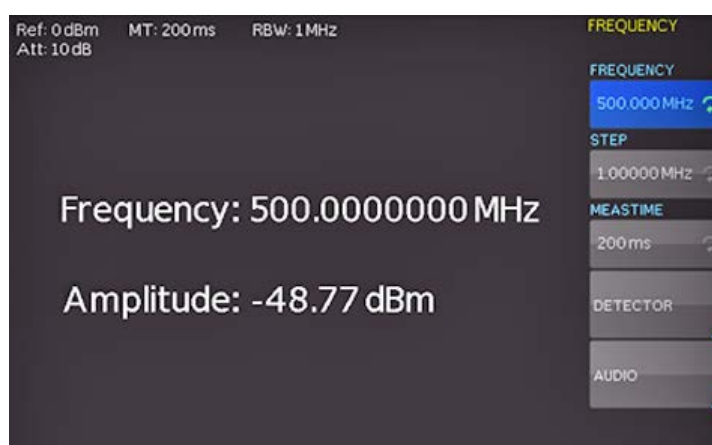 Ref: 0 dBm MT: 200 ms RBW: 1 MHz
Att: 10 dB
Frequency: 500.0000000 MHz
Amplitude: -48.77 dBm
FREQUENCY
FREQUENCY
500.000 MHz
STEP
1.00000 MHz
MEASTIME
200 ms
DETECTOR
AUDIO